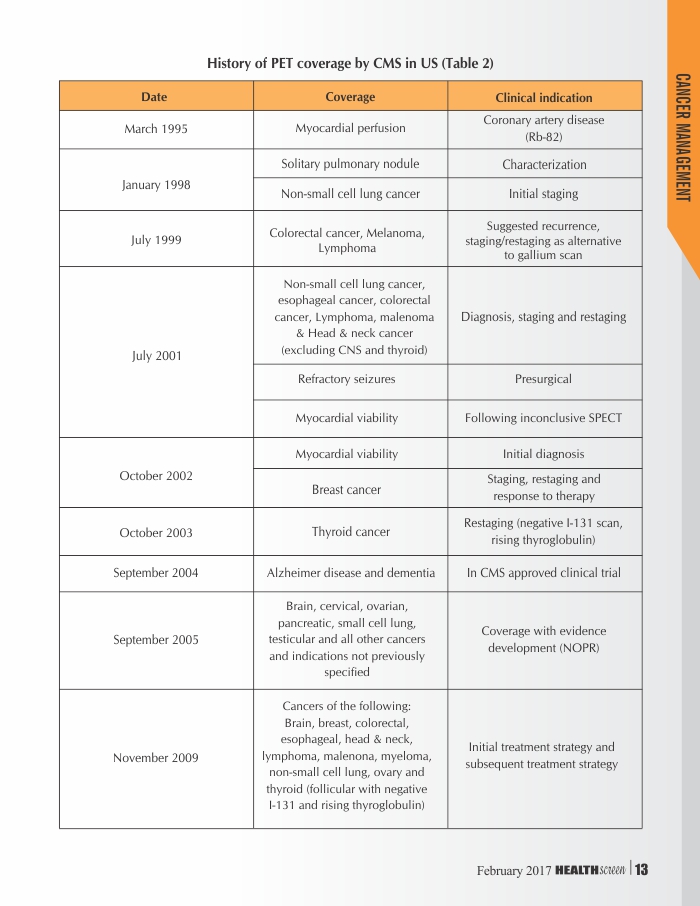 History of PET coverage by CMS in US (Table 2)
Date
Coverage
Clinical indication
March 1995
Myocardial perfusion
Coronary artery disease
(Rb-82)
January 1998
Solitary pulmonary nodule
Characterization
Non-small cell lung cancer
Initial staging
July 1999
Colorectal cancer, Melanoma,
Lymphoma
Suggested recurrence,
staging/restaging as alternative
to gallium scan
July 2001
Non-small cell lung cancer,
esophageal cancer, colorectal
cancer, Lymphoma, malenoma
& Head & neck cancer
(excluding CNS and thyroid)
Diagnosis, staging and restaging
Refractory seizures
Presurgical
Myocardial viability
Following inconclusive SPECT
October 2002
Myocardial viability
Initial diagnosis
Breast cancer
Staging, restaging and
response to therapy
October 2003
Thyroid cancer
Restaging (negative I-131 scan,
rising thyroglobulin)
September 2004
Alzheimer disease and dementia
In CMS approved clinical trial
September 2005
Brain, cervical, ovarian,
pancreatic, small cell lung,
testicular and all other cancers
and indications not previously
specified
Coverage with evidence
development (NOPR)
November 2009
Cancers of the following:
Brain, breast, colorectal,
esophageal, head & neck,
lymphoma, malenona, myeloma,
non-small cell lung, ovary and
thyroid (follicular with negative
I-131 and rising thyroglobulin)
Initial treatment strategy and
subsequent treatment strategy
CANCER MANAGEMENT
February 2017 HEALTHscreen | 13